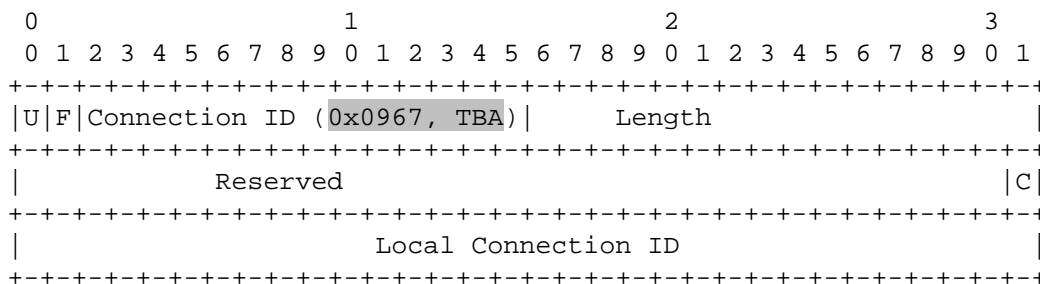 0                   1                   2                   3
 0 1 2 3 4 5 6 7 8 9 0 1 2 3 4 5 6 7 8 9 0 1 2 3 4 5 6 7 8 9 0 1
+-+-+-+-+-+-+-+-+-+-+-+-+-+-+-+-+-+-+-+-+-+-+-+-+-+-+-+-+-+-+-+-+
|U|F|Connection ID (0x0967, TBA)|     Length                    |
+-+-+-+-+-+-+-+-+-+-+-+-+-+-+-+-+-+-+-+-+-+-+-+-+-+-+-+-+-+-+-+-+
|            Reserved                                         |C|
+-+-+-+-+-+-+-+-+-+-+-+-+-+-+-+-+-+-+-+-+-+-+-+-+-+-+-+-+-+-+-+-+
|                      Local Connection ID                      |
+-+-+-+-+-+-+-+-+-+-+-+-+-+-+-+-+-+-+-+-+-+-+-+-+-+-+-+-+-+-+-+-+